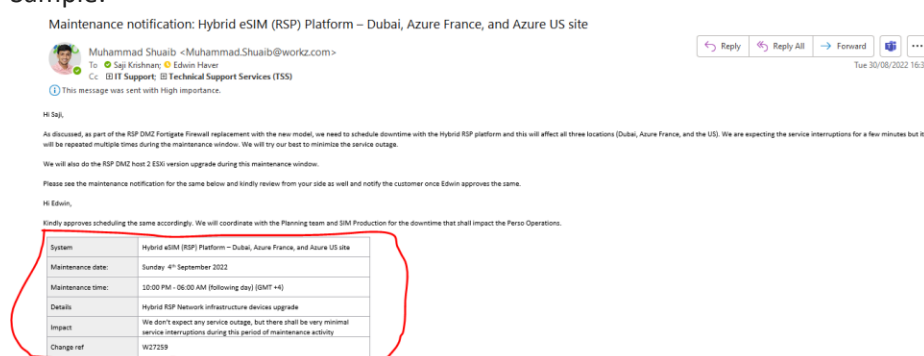 Sample:
Maintenance notification: Hybrid eSIM (RSP) Platform – Dubai, Azure France, and Azure US site
Muhammad Shuaib <Muhammad.Shuaib@workz.com>
To Saji Krishnan; Edwin Haver
Cc IT Support; Technical Support Services (TSS)
Reply Reply All Forward
Tue 30/08/2022 16:3
This message was sent with High importance.
Hi Saji,
As discussed, as part of the RSP DMZ Fortigate Firewall replacement with the new model, we need to schedule downtime with the Hybrid RSP platform and this will affect all three locations (Dubai, Azure France, and the US). We are expecting the service interruptions for a few minutes but it
will be repeated multiple times during the maintenance window. We will try our best to minimize the service outage.
We will also do the RSP DMZ host 2 ESXi version upgrade during this maintenance window.
Please see the maintenance notification for the same below and kindly review from your side as well and notify the customer once Edwin approves the same.
Hi Edwin,
Kindly approves scheduling the same accordingly. We will coordinate with the Planning team and SIM Production for the downtime that shall impact the Perso Operations.
System Hybrid eSIM (RSP) Platform – Dubai, Azure France, and Azure US site
Maintenance date: Sunday 4th September 2022
Maintenance time: 10:00 PM - 06:00 AM (following day) (GMT +4)
Details Hybrid RSP Network infrastructure devices upgrade
Impact We don't expect any service outage, but there shall be very minimal
service interruptions during this period of maintenance activity
Change ref W27259